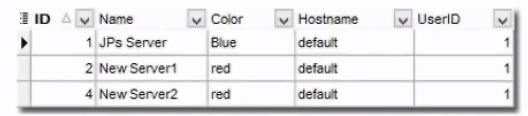 ID Name Color Hostname UserID
1 JPs Server Blue default 1
2 New Server1 red default 1
4 New Server2 red default 1